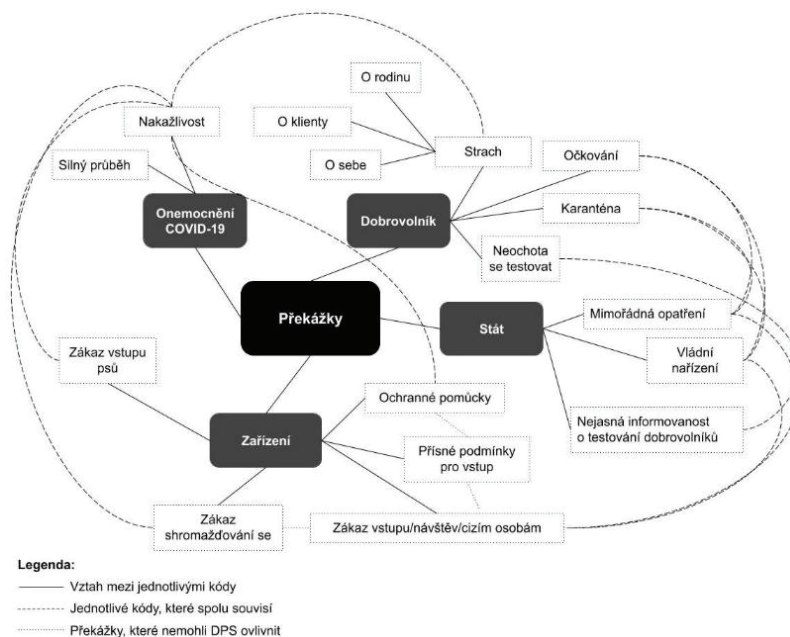 O rodinu
Nakažlivost
O klienty
Strach
Očkování
Silný průběh
O sebe
Onemocnění
COVID-19
Dobrovolník
Karanténa
Neochota
se testovat
Překážky
Mimořádná opatření
Stát
Zákaz vstupu
psů
Vládní
nařízení
Ochranné pomůcky
Nejasná informovanost
o testování dobrovolníků
Zařízení
Přísné podmínky
pro vstup
Zákaz
shromažďování se
Zákaz vstupu/návštěv/cizím osobám
Legenda:
Vztah mezi jednotlivými kódy
Jednotlivé kódy, které spolu souvisí
Překážky, které nemohli DPS ovlivnit